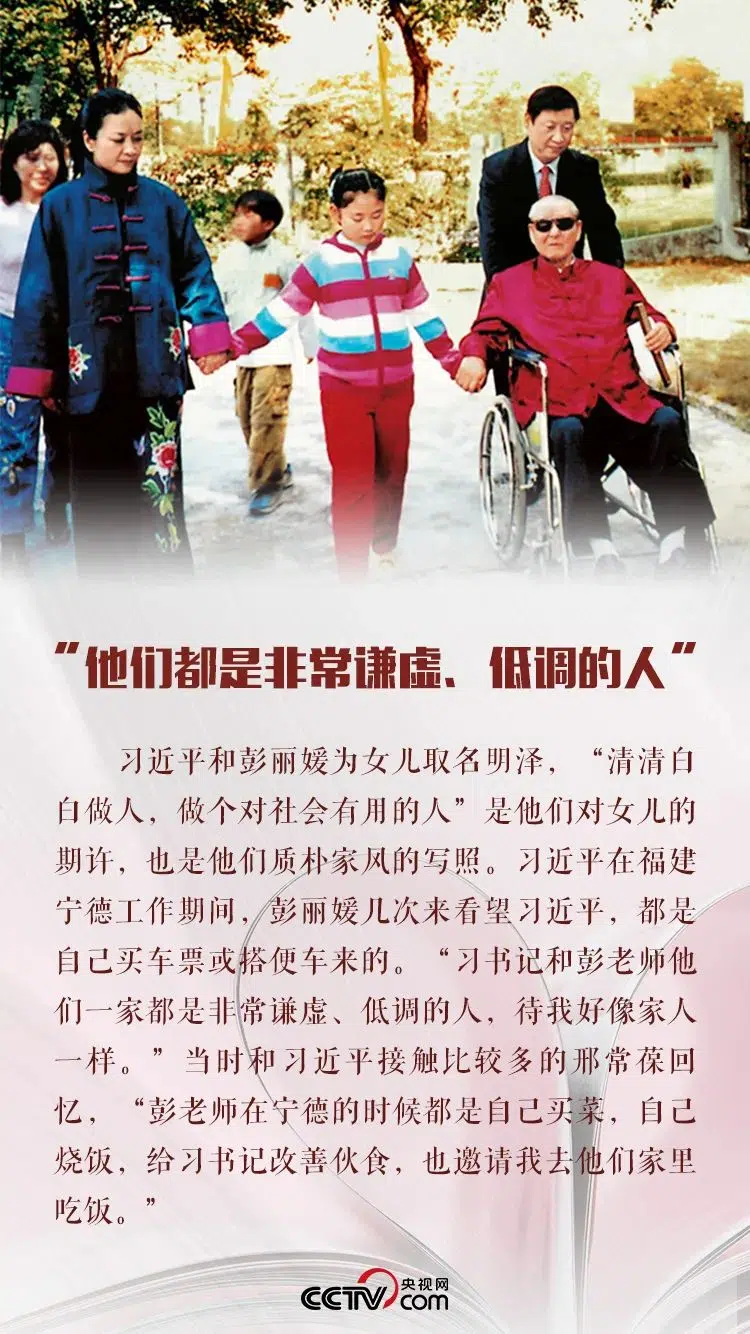 “他们都是非常谦虚、低调的人”
习近平和彭丽媛为女儿取名明泽，“清清白
白做人，做个对社会有用的人”是他们对女儿的
期许，也是他们质朴家风的写照。习近平在福建
宁德工作期间，彭丽媛几次来看望习近平，都是
自己买车票或搭便车来的。“习书记和彭老师他
们一家都是非常谦虚、低调的人，待我好像家人
一样。”当时和习近平接触比较多的邢常葆回
忆，“彭老师在宁德的时候都是自己买菜，自己
烧饭，给习书记改善伙食，也邀请我去他们家里
吃饭。”
CCTV 央视网
com